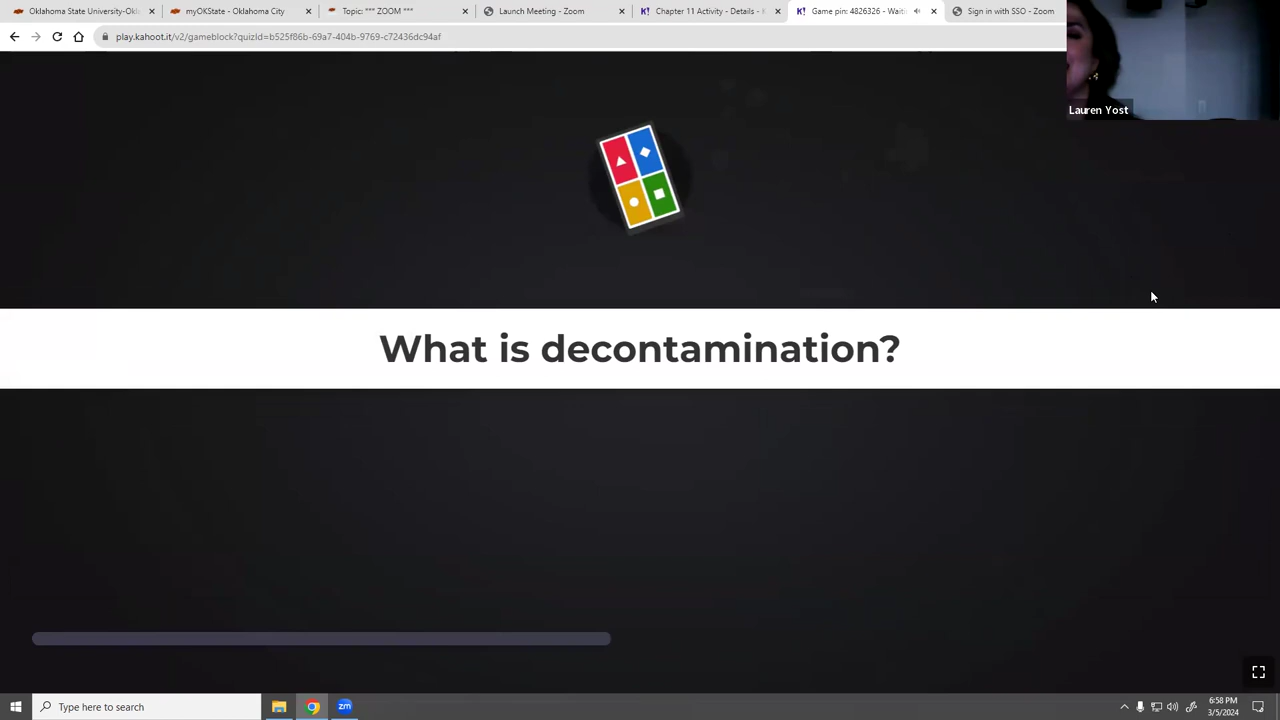 Oklahoma State University-Okl
myOKState - Oklahoma City
Topic: *** ZOOM ***
Launch Meeting - Zoom
K! Chapter 11 Activity - Details - K
K! Game pin: 4826326 - Waiti
Sign in with SSO - Zoom
play.kahoot.it/v2/gameblock?quizId=b525f86b-69a7-404b-9769-c72436dc94af
Lauren Yost
What is decontamination?
Type here to search
zm
6:58 PM
3/5/2024